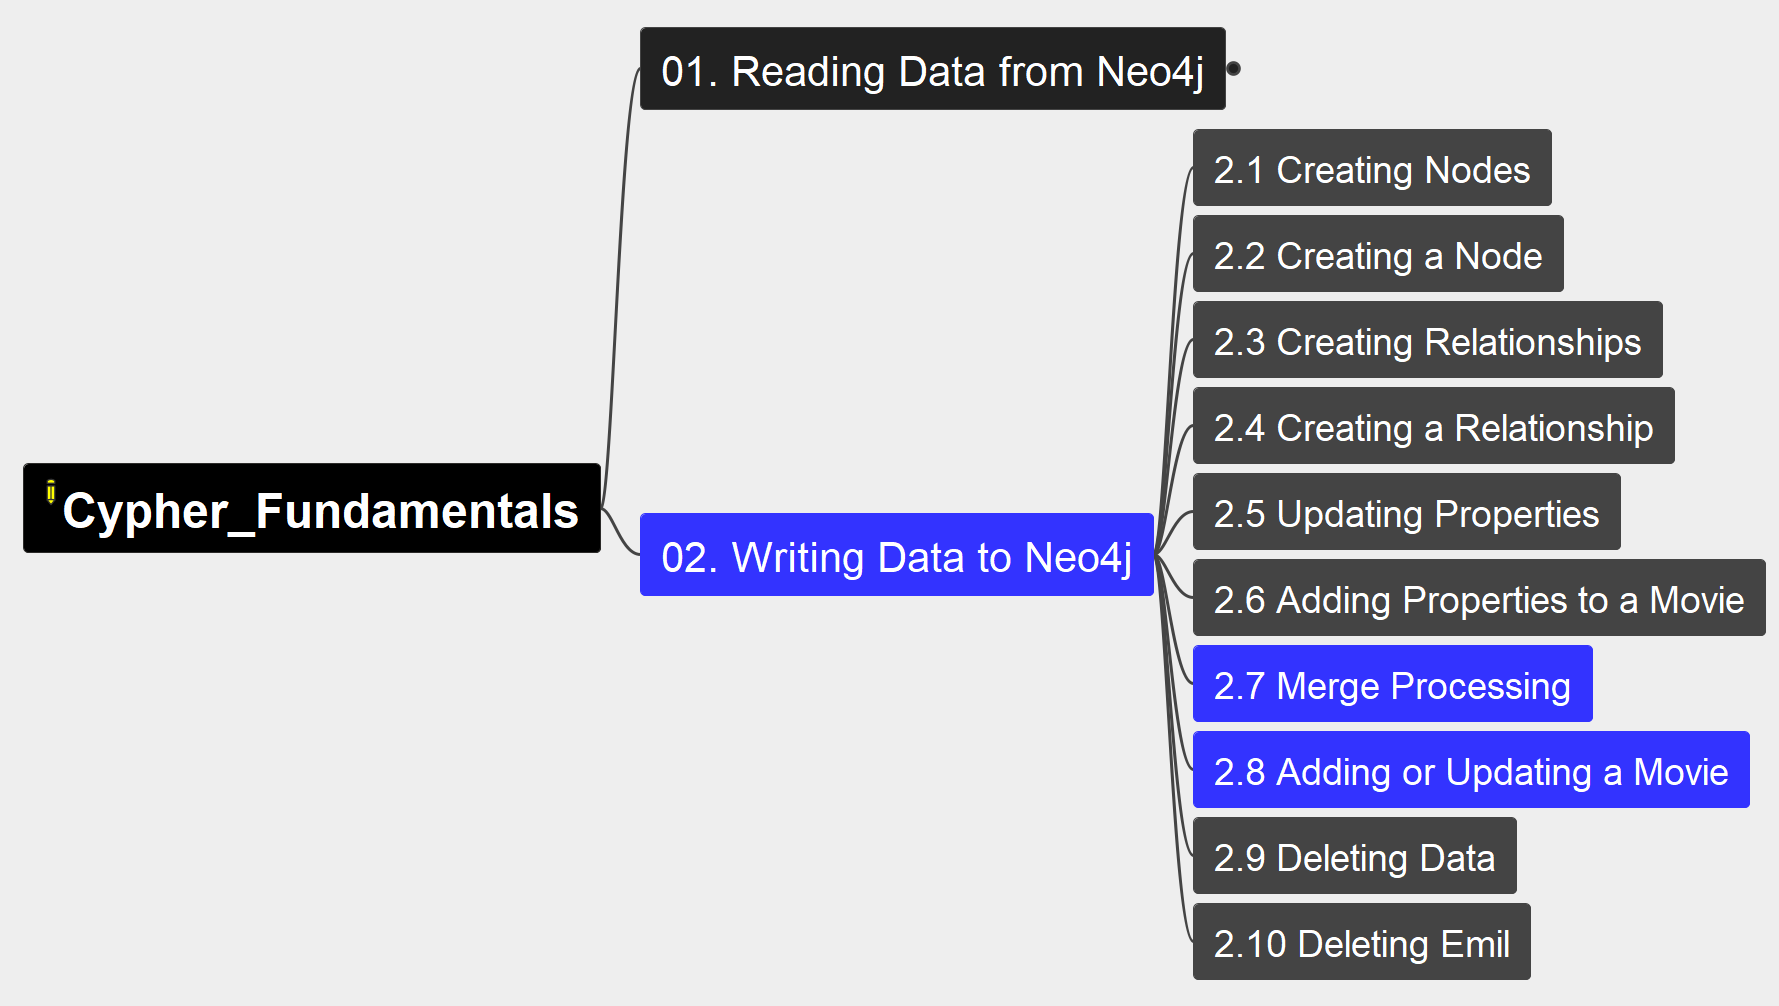 01. Reading Data from Neo4j
2.1 Creating Nodes
2.2 Creating a Node
2.3 Creating Relationships
2.4 Creating a Relationship
Cypher_Fundamentals
2.5 Updating Properties
02. Writing Data to Neo4j
2.6 Adding Properties to a Movie
2.7 Merge Processing
2.8 Adding or Updating a Movie
2.9 Deleting Data
2.10 Deleting Emil